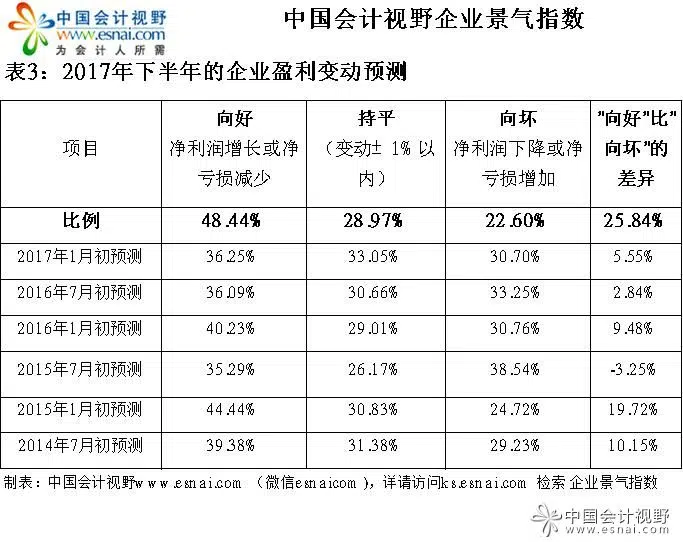 中国会计视野
www.esnai.com
为会计人所需
中国会计视野企业景气指数
表3：2017年下半年的企业盈利变动预测
项目 向好 持平 向坏 "向好"比"
净利润增长或净 （变动± 1% 以 净利润下降或净 向坏"的
亏损减少 内） 亏损增加 差异
比例 48.44% 28.97% 22.60% 25.84%
2017年1月初预测 36.25% 33.05% 30.70% 5.55%
2016年7月初预测 36.09% 30.66% 33.25% 2.84%
2016年1月初预测 40.23% 29.01% 30.76% 9.48%
2015年7月初预测 35.29% 26.17% 38.54% -3.25%
2015年1月初预测 44.44% 30.83% 24.72% 19.72%
2014年7月初预测 39.38% 31.38% 29.23% 10.15%
制表：中国会计视野www.esnai.com （微信esnaicom），详请访问ks.esnai.com 检索 企业景气指数
中国会计视野
www.esnai.com